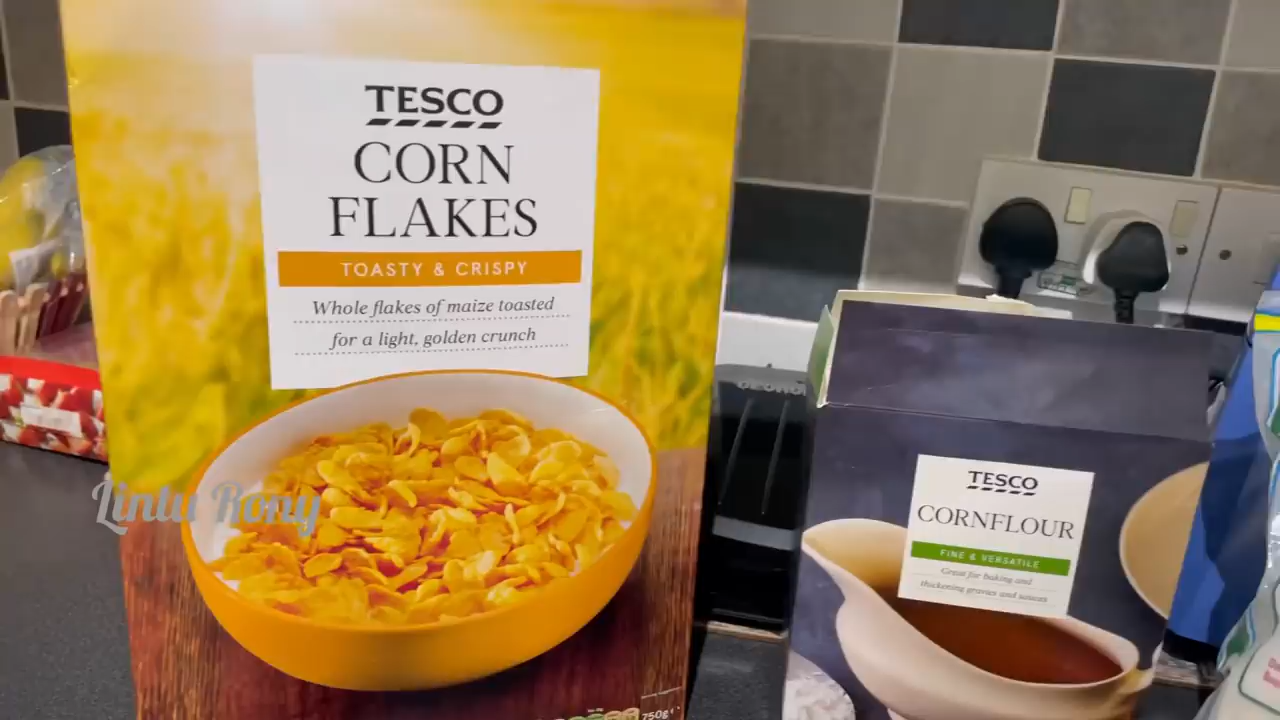 TESCO
CORN
FLAKES
TOASTY & CRISPY
Whole flakes of maize toasted
for a light, golden crunch
Lintu Rony
750g
TESCO
CORNFLOUR
FINE & VERSATILE
Great for baking and
thickening gravies and sauces